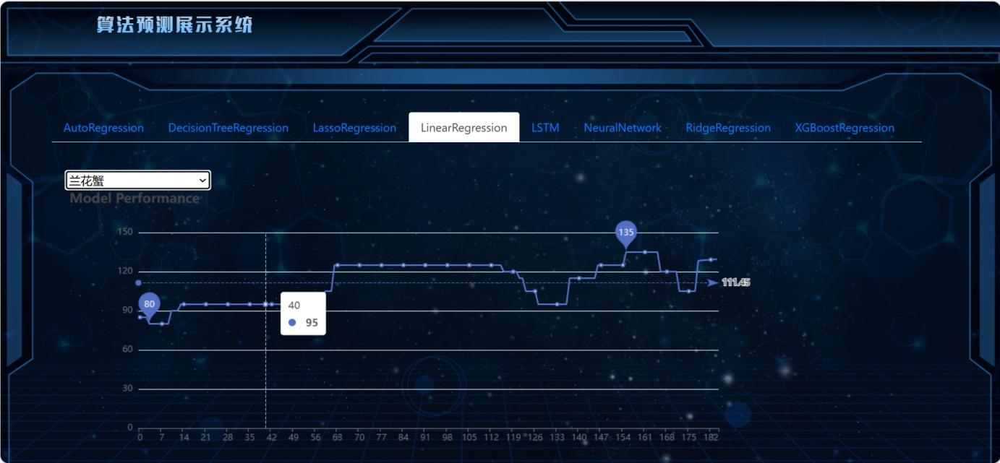 算法预测展示系统
AutoRegression DecisionTreeRegression LassoRegression LinearRegression LSTM NeuralNetwork RidgeRegression XGBoostRegression
兰花蟹
Model Performance
150
135
120
111.45
80
40
95
90
60
30
0
0 7 14 21 28 35 42 49 56 63 70 77 84 91 98 105 112 119 126 133 140 147 154 161 168 175 182